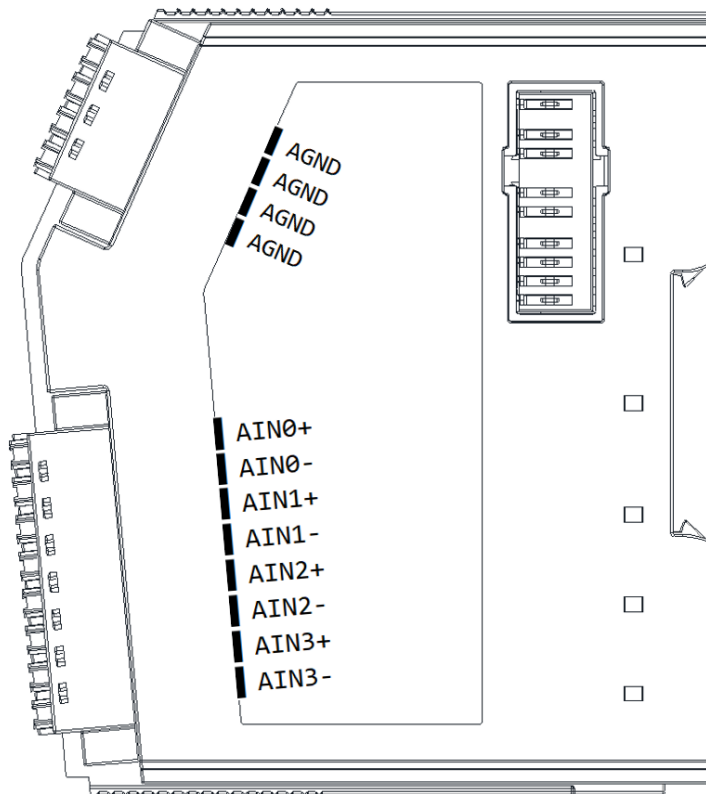 AGND
AGND
AGND
AGND
AIN0+
AIN0-
AIN1+
AIN1-
AIN2+
AIN2-
AIN3+
AIN3-